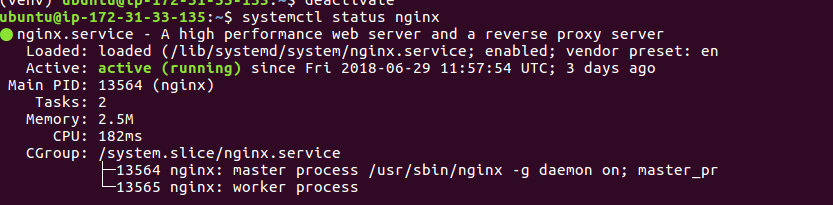 (venv) ubuntu@ip-172-31-33-135:~$ deactivate
ubuntu@ip-172-31-33-135:~$ systemctl status nginx
● nginx.service - A high performance web server and a reverse proxy server
Loaded: loaded (/lib/systemd/system/nginx.service; enabled; vendor preset: en
Active: active (running) since Fri 2018-06-29 11:57:54 UTC; 3 days ago
Main PID: 13564 (nginx)
Tasks: 2
Memory: 2.5M
CPU: 182ms
CGroup: /system.slice/nginx.service
├─13564 nginx: master process /usr/sbin/nginx -g daemon on; master_pr
└─13565 nginx: worker process